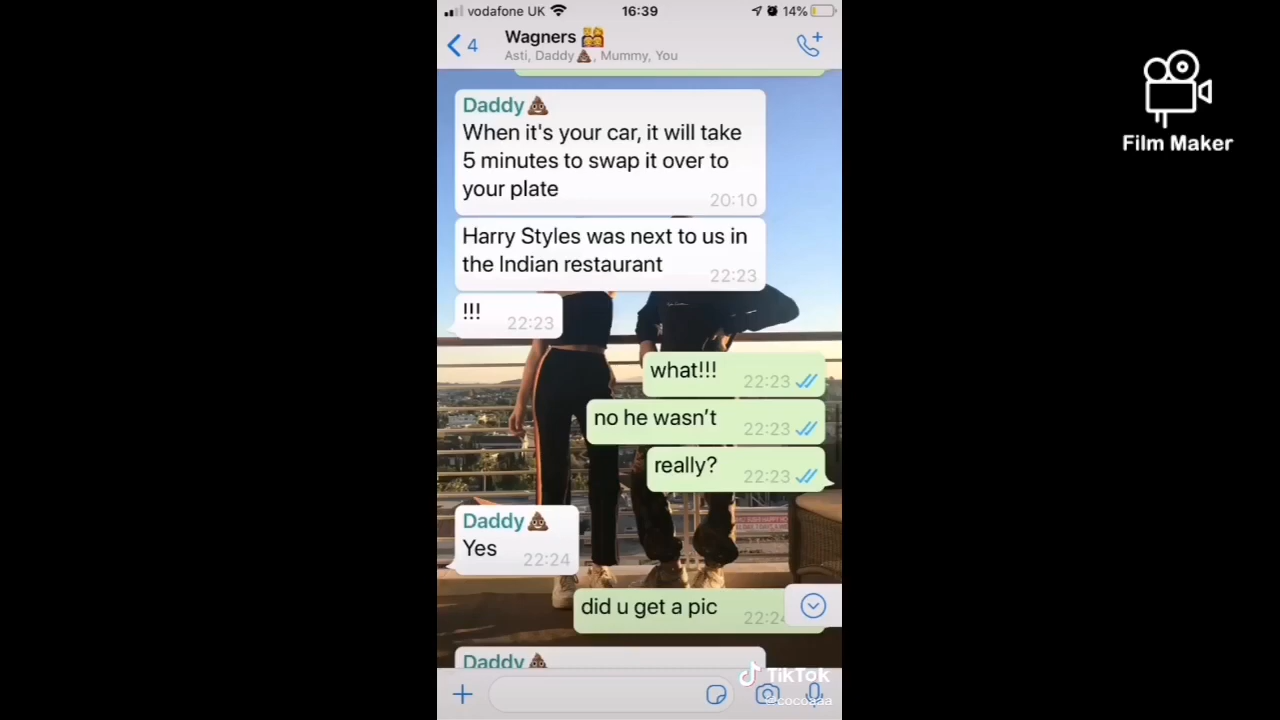 vodafone UK 16:39 14%
4 Wagners 👭
Asti, Daddy💩, Mummy, You
Film Maker
Daddy💩
When it's your car, it will take
5 minutes to swap it over to
your plate
20:10
Harry Styles was next to us in
the Indian restaurant
22:23
!!! 22:23
what!!! 22:23
no he wasn't 22:23
really? 22:23
Daddy💩
Yes
22:24
did u get a pic 22:24
Daddy💩
TikTok
@cocoaaa